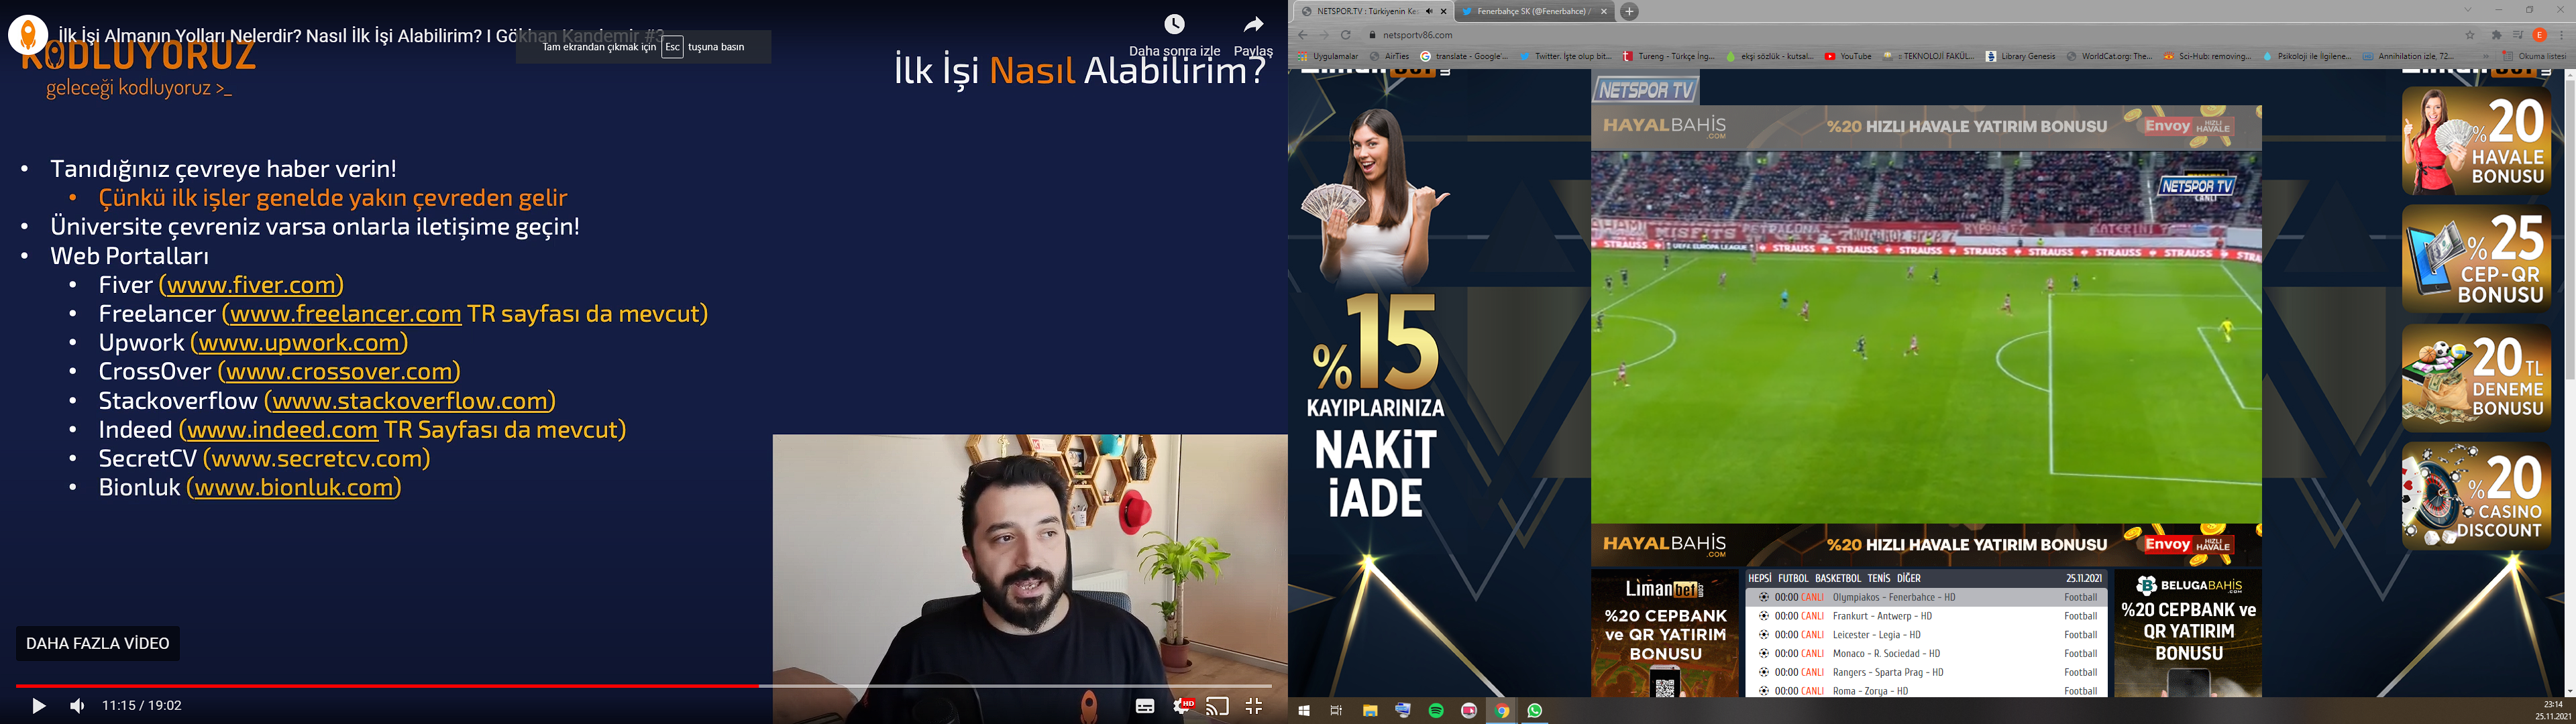 İlk İşi Almanın Yolları Nelerdir? Nasıl İlk İşi Alabilirim? I Gökhan Kandemir #3
Tam ekrandan çıkmak için Esc tuşuna basın
Daha sonra izle
Paylaş
KODLUYORUZ
geleceği kodluyoruz >_
İlk İşi Nasıl Alabilirim?
• Tanıdığınız çevreye haber verin!
• Çünkü ilk işler genelde yakın çevreden gelir
• Üniversite çevreniz varsa onlarla iletişime geçin!
• Web Portalları
• Fiver (www.fiver.com)
• Freelancer (www.freelancer.com TR sayfası da mevcut)
• Upwork (www.upwork.com)
• CrossOver (www.crossover.com)
• Stackoverflow (www.stackoverflow.com)
• Indeed (www.indeed.com TR Sayfası da mevcut)
• SecretCV (www.secretcv.com)
• Bionluk (www.bionluk.com)
DAHA FAZLA VİDEO
11:15 / 19:02
HD
NETSPOR.TV : Türkiyenin Kes
Fenerbahçe SK (@Fenerbahce) /
netsportv86.com
E
Uygulamalar
AirTies
translate - Google'...
Twitter. İşte olup bit...
Tureng - Türkçe İng...
ekşi sözlük - kutsal...
YouTube
:: TEKNOLOJİ FAKÜL...
Library Genesis
WorldCat.org: The...
Sci-Hub: removing...
Psikoloji ile İlgilene...
Annihilation izle, 72...
Okuma listesi
NETSPOR TV
HAYALBAHİS
.COM
%20 HIZLI HAVALE YATIRIM BONUSU
Envoy HIZLI HAVALE
NETSPOR TV
CANLI
MISFITS
PETRALONA
STRAUSS
UEFA EUROPA LEAGUE
STRAUSS
STRAUSS
STRAUSS
STRAUSS
STRAUSS
%15
KAYIPLARINIZA
NAKİT
İADE
%20
HAVALE
BONUSU
%25
CEP-QR
BONUSU
20 TL
DENEME
BONUSU
%20
CASINO
DISCOUNT
HAYALBAHİS
.COM
%20 HIZLI HAVALE YATIRIM BONUSU
Envoy HIZLI HAVALE
Limanbet.com
%20 CEPBANK
ve QR YATIRIM
BONUSU
HEPSİ FUTBOL BASKETBOL TENİS DİĞER 25.11.2021
00:00 CANLI Olympiakos - Fenerbahce - HD Football
00:00 CANLI Frankurt - Antwerp - HD Football
00:00 CANLI Leicester - Legia - HD Football
00:00 CANLI Monaco - R. Sociedad - HD Football
00:00 CANLI Rangers - Sparta Prag - HD Football
00:00 CANLI Roma - Zorya - HD Football
BELUGABAHİS
.COM
%20 CEPBANK ve
QR YATIRIM
BONUSU
23:14
25.11.2021